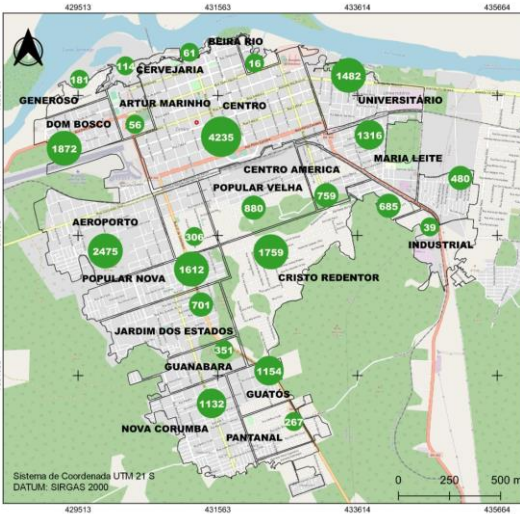 429513 431563 433614 435664
BEIRA RIO
61
114
16
CERVEJARIA
1482
181
GENEROSO
ARTUR MARINHO
CENTRO
UNIVERSITÁRIO
DOM BOSCO
56
4235
1316
1872
MARIA LEITE
CENTRO AMERICA
480
POPULAR VELHA
759
880
685
AEROPORTO
39
306
INDUSTRIAL
2475
1759
1612
POPULAR NOVA
CRISTO REDENTOR
701
JARDIM DOS ESTADOS
351
GUANABARA
1154
GUATÓS
1132
267
NOVA CORUMBA
PANTANAL
Sistema de Coordenada UTM 21 S
DATUM: SIRGAS 2000
0 250 500 m
429513 431563 433614 435664